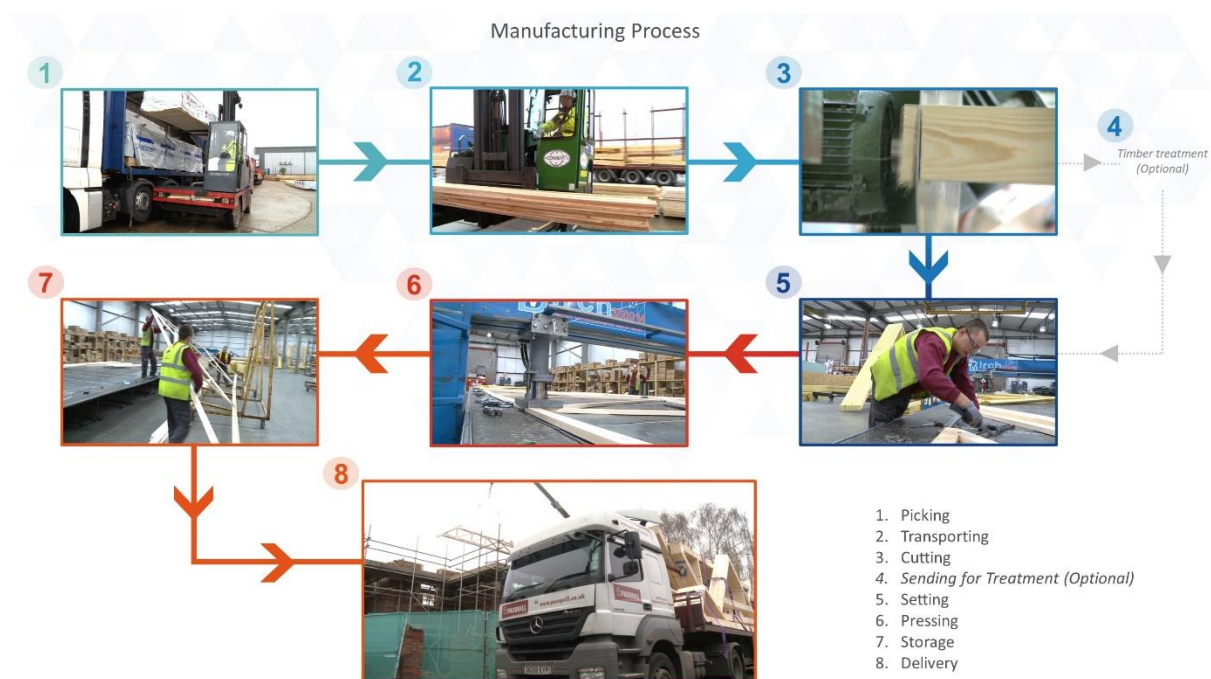 Manufacturing Process
1
2
3
4
Timber treatment
(Optional)
7
6
5
8
PASQUILL
www.pasquill.co.uk
1. Picking
2. Transporting
3. Cutting
4. Sending for Treatment (Optional)
5. Setting
6. Pressing
7. Storage
8. Delivery